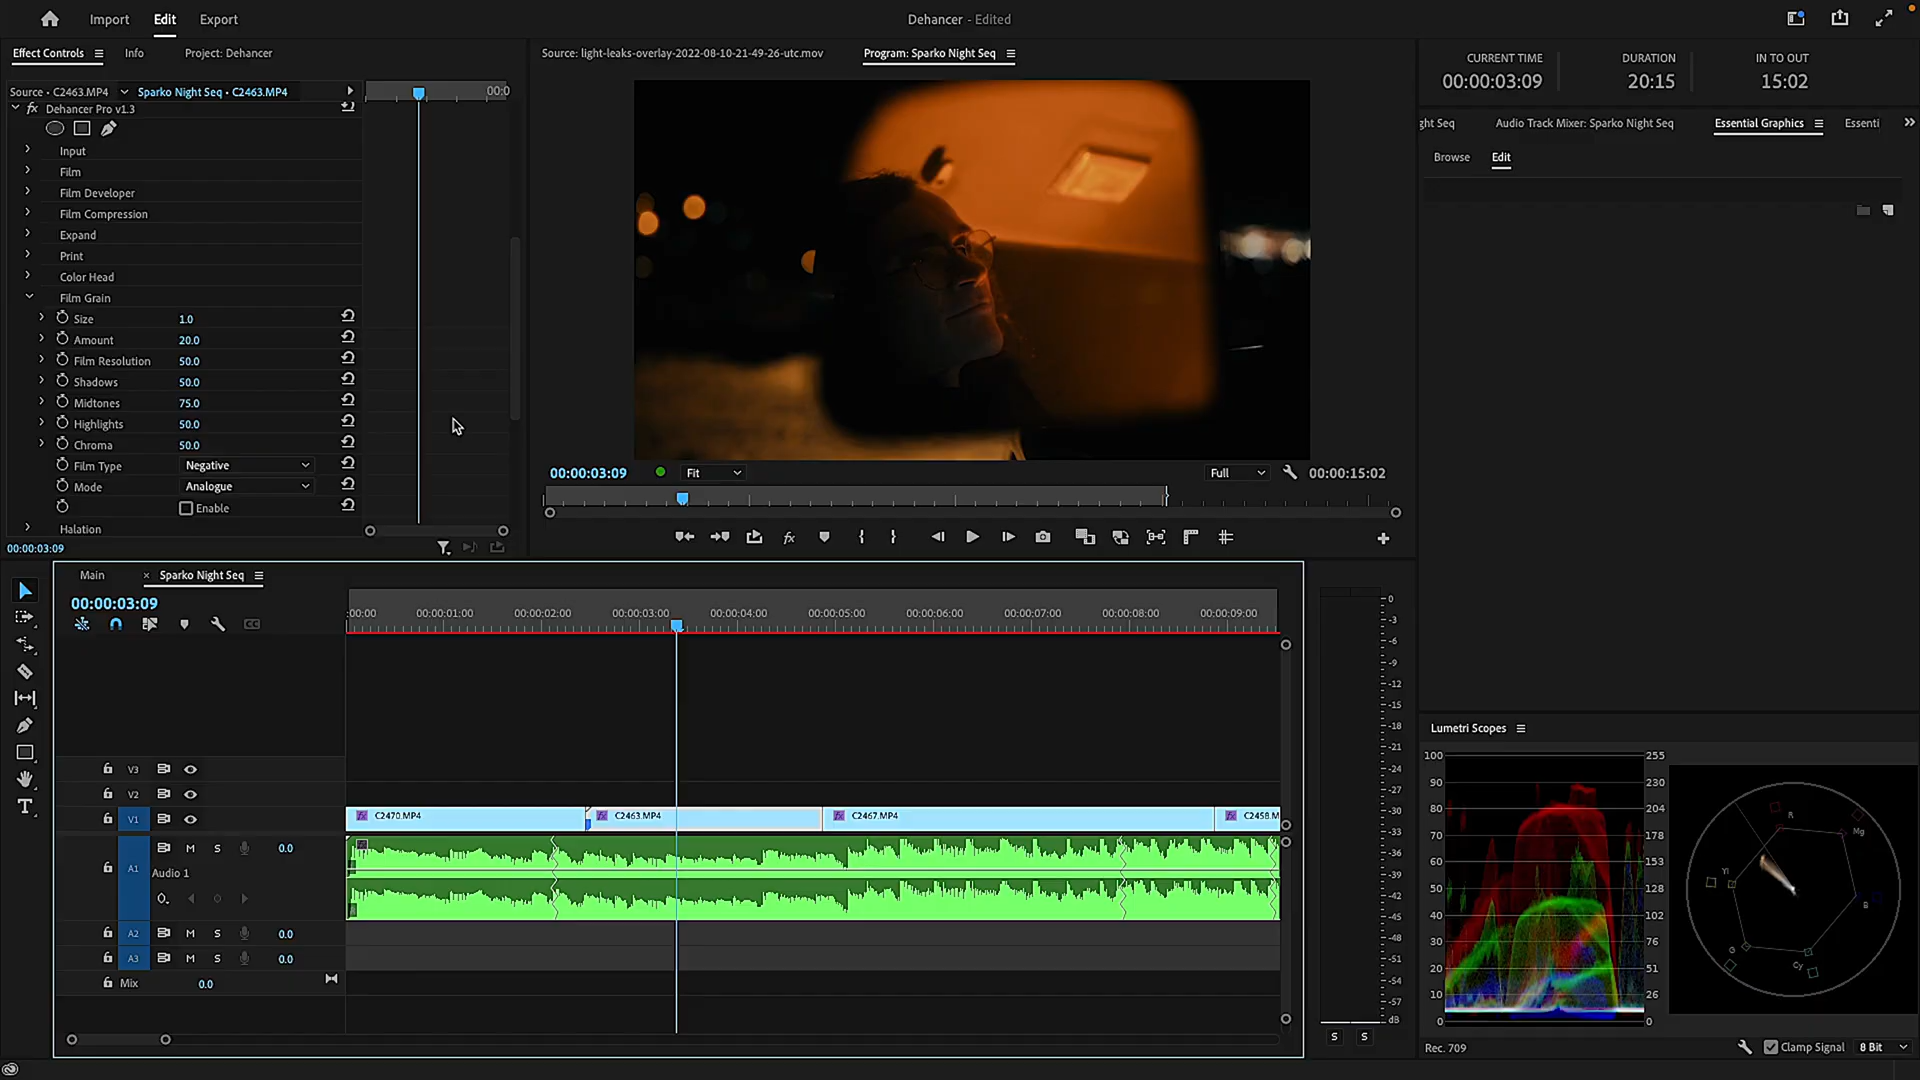 Import
Edit
Export
Dehancer - Edited
Effect Controls
Info
Project: Dehancer
Source • C2463.MP4
Sparko Night Seq • C2463.MP4
00:0
fx Dehancer Pro v1.3
Input
Film
Film Developer
Film Compression
Expand
Print
Color Head
Film Grain
Size 1.0
Amount 20.0
Film Resolution 50.0
Shadows 50.0
Midtones 75.0
Highlights 50.0
Chroma 50.0
Film Type Negative
Mode Analogue
Enable
Halation
00:00:03:09
Source: light-leaks-overlay-2022-08-10-21-49-26-utc.mov
Program: Sparko Night Seq
00:00:03:09
Fit
Full
00:00:15:02
fx
CURRENT TIME
00:00:03:09
DURATION
20:15
IN TO OUT
15:02
ght Seq
Audio Track Mixer: Sparko Night Seq
Essential Graphics
Essenti
Browse
Edit
Main
× Sparko Night Seq
00:00:03:09
CC
:00:00
00:00:01:00
00:00:02:00
00:00:03:00
00:00:04:00
00:00:05:00
00:00:06:00
00:00:07:00
00:00:08:00
00:00:09:00
V3
V2
V1
fx C2470.MP4
fx C2463.MP4
fx C2467.MP4
fx C2458.M
A1
M S 0.0
Audio 1
A2 M S 0.0
A3 M S 0.0
Mix 0.0
0
-3
-6
-9
-12
-15
-18
-21
-24
-27
-30
-33
-36
-39
-42
-45
-48
-51
-54
-57
dB
S S
Lumetri Scopes
100 255
90 230
80 204
70 178
60 153
50 128
40 102
30 76
20 51
10 26
0 0
R
Mg
B
Cy
G
Yl
Rec. 709
Clamp Signal
8 Bit